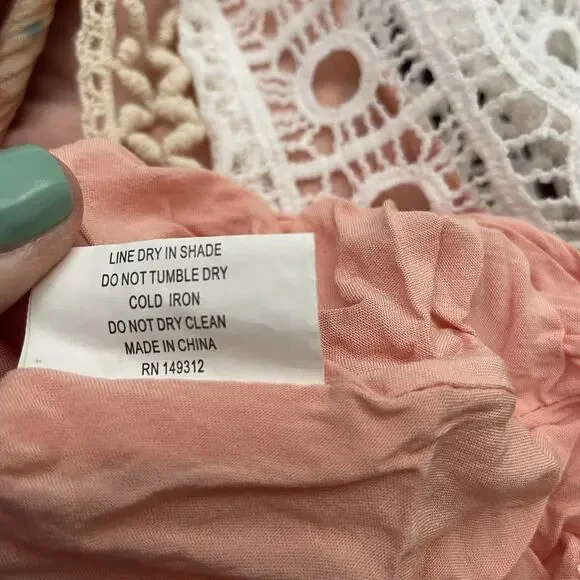 LINE DRY IN SHADE
DO NOT TUMBLE DRY
COLD IRON
DO NOT DRY CLEAN
MADE IN CHINA
RN 149312